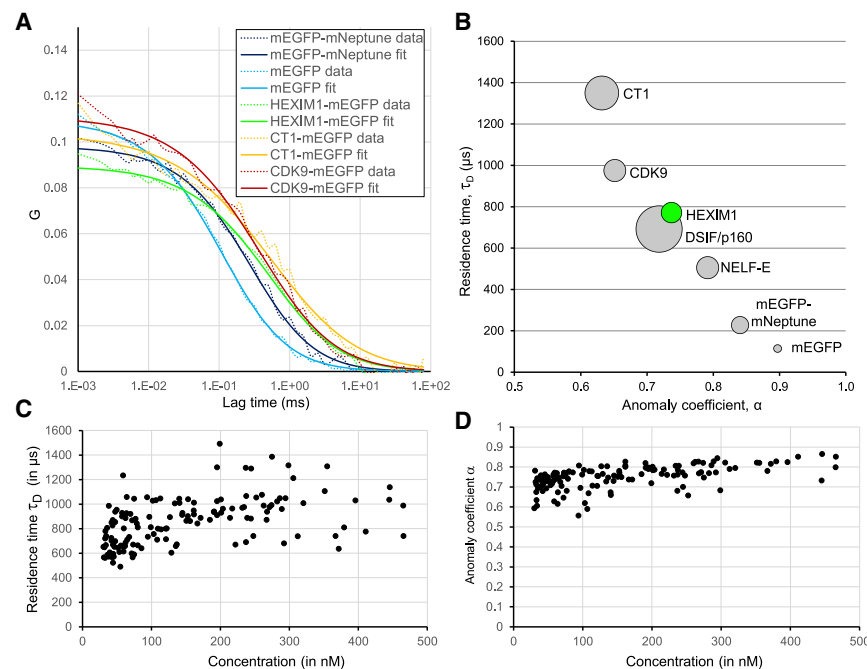 A
G
0.14
0.12
0.1
0.08
0.06
0.04
0.02
0
1.E-03
1.E-02
1.E-01
1.E+00
1.E+01
1.E+02
Lag time (ms)
mEGFP-mNeptune data
mEGFP-mNeptune fit
mEGFP data
mEGFP fit
HEXIM1-mEGFP data
HEXIM1-mEGFP fit
CT1-mEGFP data
CT1-mEGFP fit
CDK9-mEGFP data
CDK9-mEGFP fit
B
Residence time, τD (µs)
1600
1400
1200
1000
800
600
400
200
0
0.5
0.6
0.7
0.8
0.9
1.0
Anomaly coefficient, α
CT1
CDK9
HEXIM1
DSIF/p160
NELF-E
mEGFP-
mNeptune
mEGFP
C
Residence time τD (in µs)
1600
1400
1200
1000
800
600
400
200
0
0
100
200
300
400
500
Concentration (in nM)
D
Anomaly coefficient α
1
0.9
0.8
0.7
0.6
0.5
0.4
0.3
0.2
0.1
0
0
100
200
300
400
500
Concentration (in nM)